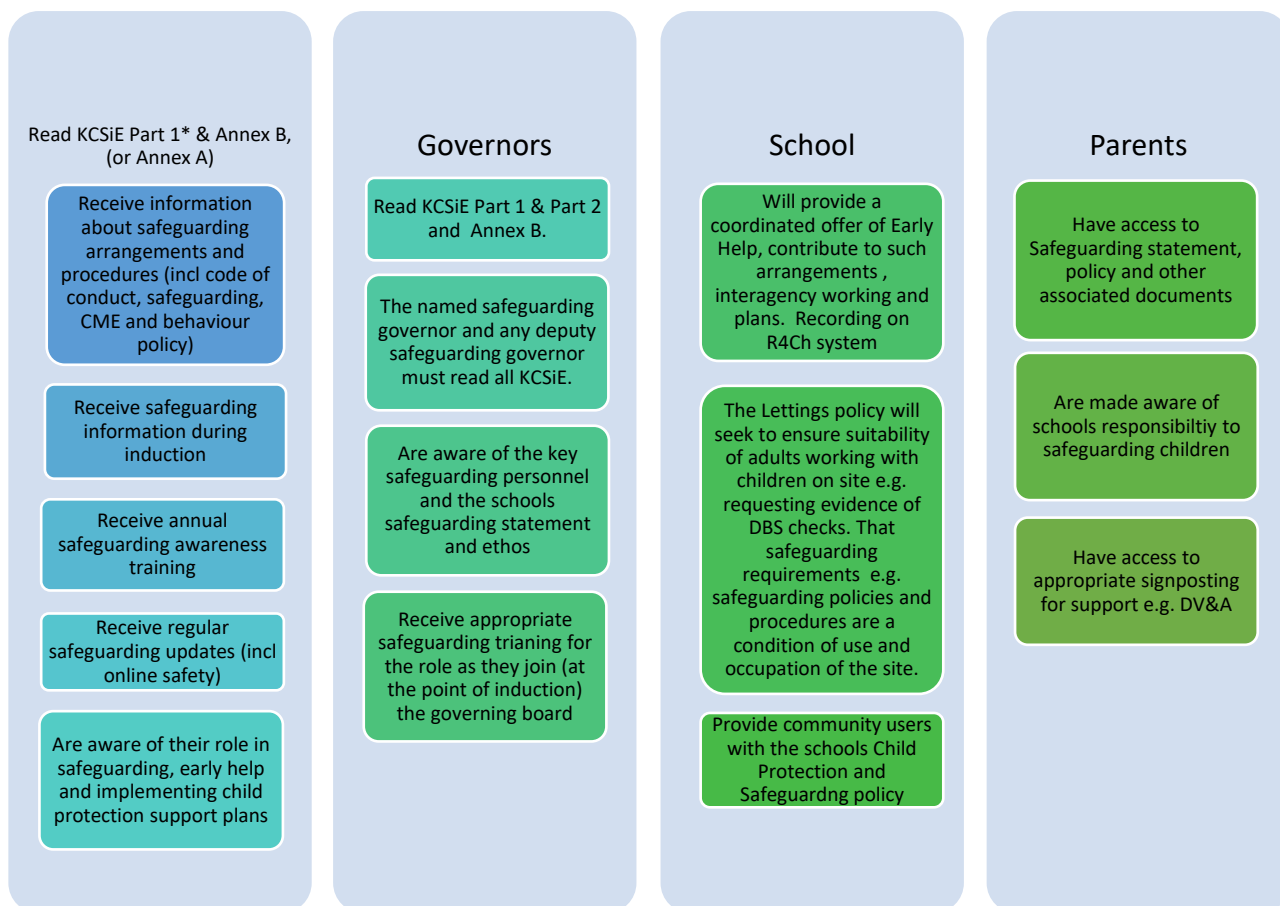 Read KCSiE Part 1* & Annex B,
(or Annex A)
Receive information
about safeguarding
arrangements and
procedures (incl code of
conduct, safeguarding,
CME and behaviour
policy)
Receive safeguarding
information during
induction
Receive annual
safeguarding awareness
training
Receive regular
safeguarding updates (incl
online safety)
Are aware of their role in
safeguarding, early help
and implementing child
protection support plans
Governors
Read KCSiE Part 1 & Part 2
and Annex B.
The named safeguarding
governor and any deputy
safeguarding governor
must read all KCSiE.
Are aware of the key
safeguarding personnel
and the schools
safeguarding statement
and ethos
Receive appropriate
safeguarding trianing for
the role as they join (at
the point of induction)
the governing board
School
Will provide a
coordinated offer of Early
Help, contribute to such
arrangements ,
interagency working and
plans. Recording on
R4Ch system
The Lettings policy will
seek to ensure suitability
of adults working with
children on site e.g.
requesting evidence of
DBS checks. That
safeguarding
requirements e.g.
safeguarding policies and
procedures are a
condition of use and
occupation of the site.
Provide community users
with the schools Child
Protection and
Safeguardng policy
Parents
Have access to
Safeguarding statement,
policy and other
associated documents
Are made aware of
schools responsibiltiy to
safeguarding children
Have access to
appropriate signposting
for support e.g. DV&A